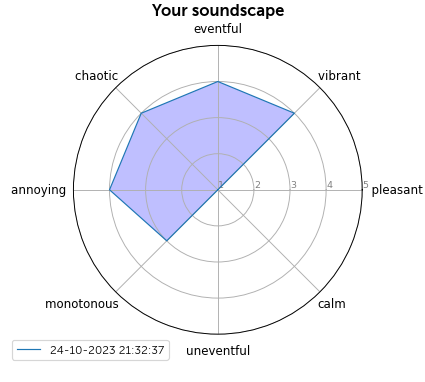 Your soundscape
eventful
chaotic
vibrant
annoying
1
2
3
4
5
pleasant
monotonous
calm
uneventful
24-10-2023 21:32:37